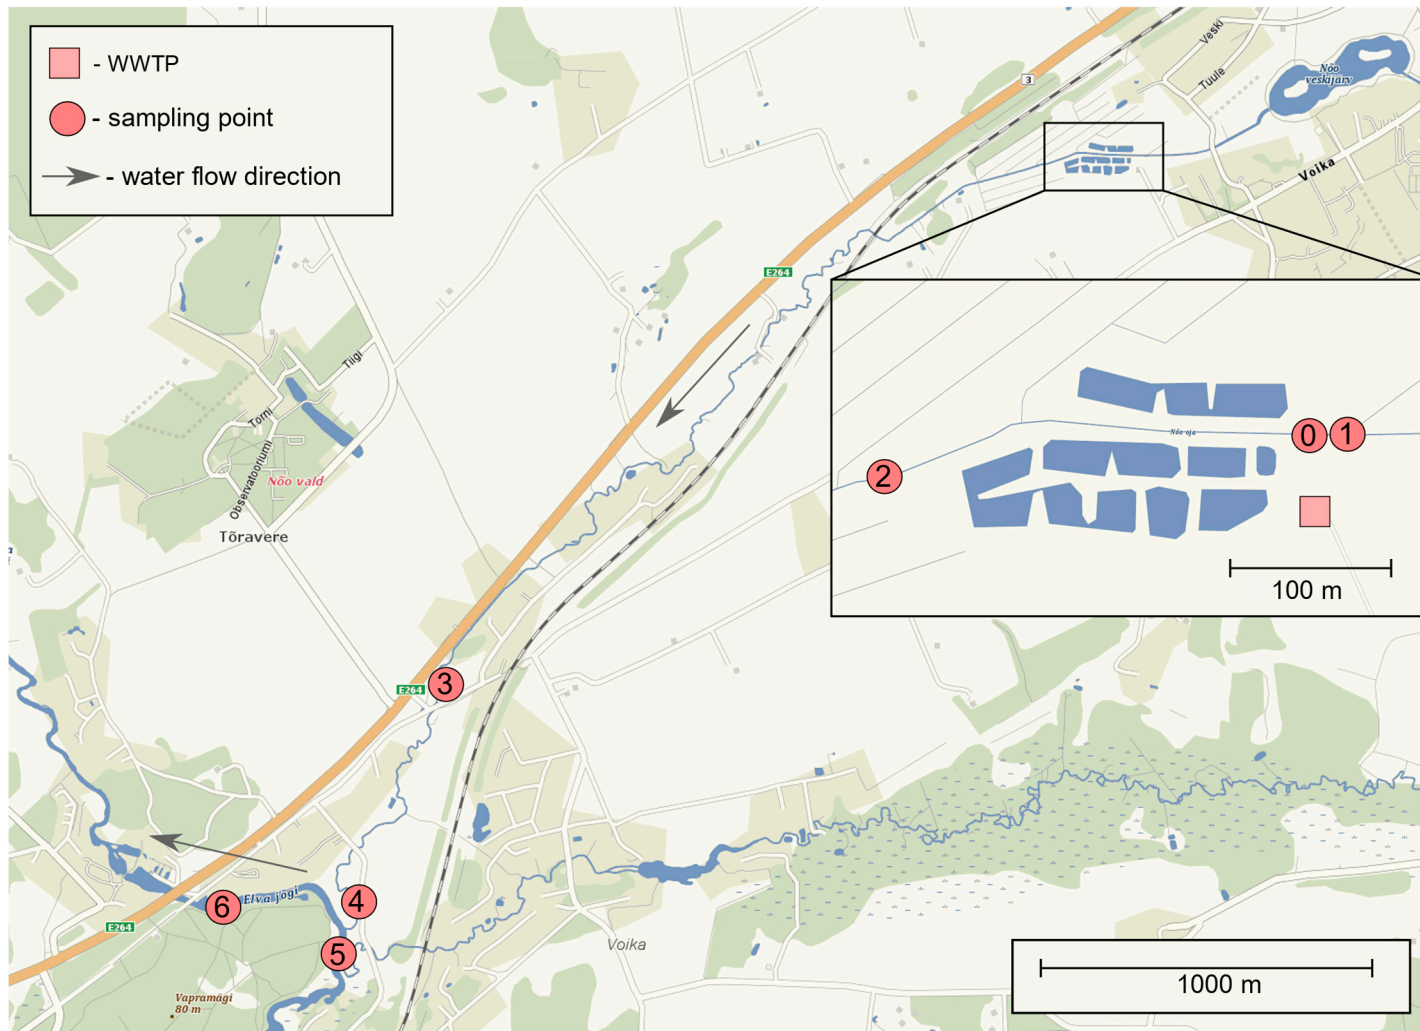 - WWTP
- sampling point
- water flow direction
3
Veski
Tuule
Nõo
veskijärv
Voika
E264
Nõo oja
0
1
2
100 m
Tiigi
Torni
Observatooriumi
Nõo vald
Tõravere
E264
3
4
5
6
Elva jõgi
E264
Voika
Vapramägi
80 m
1000 m